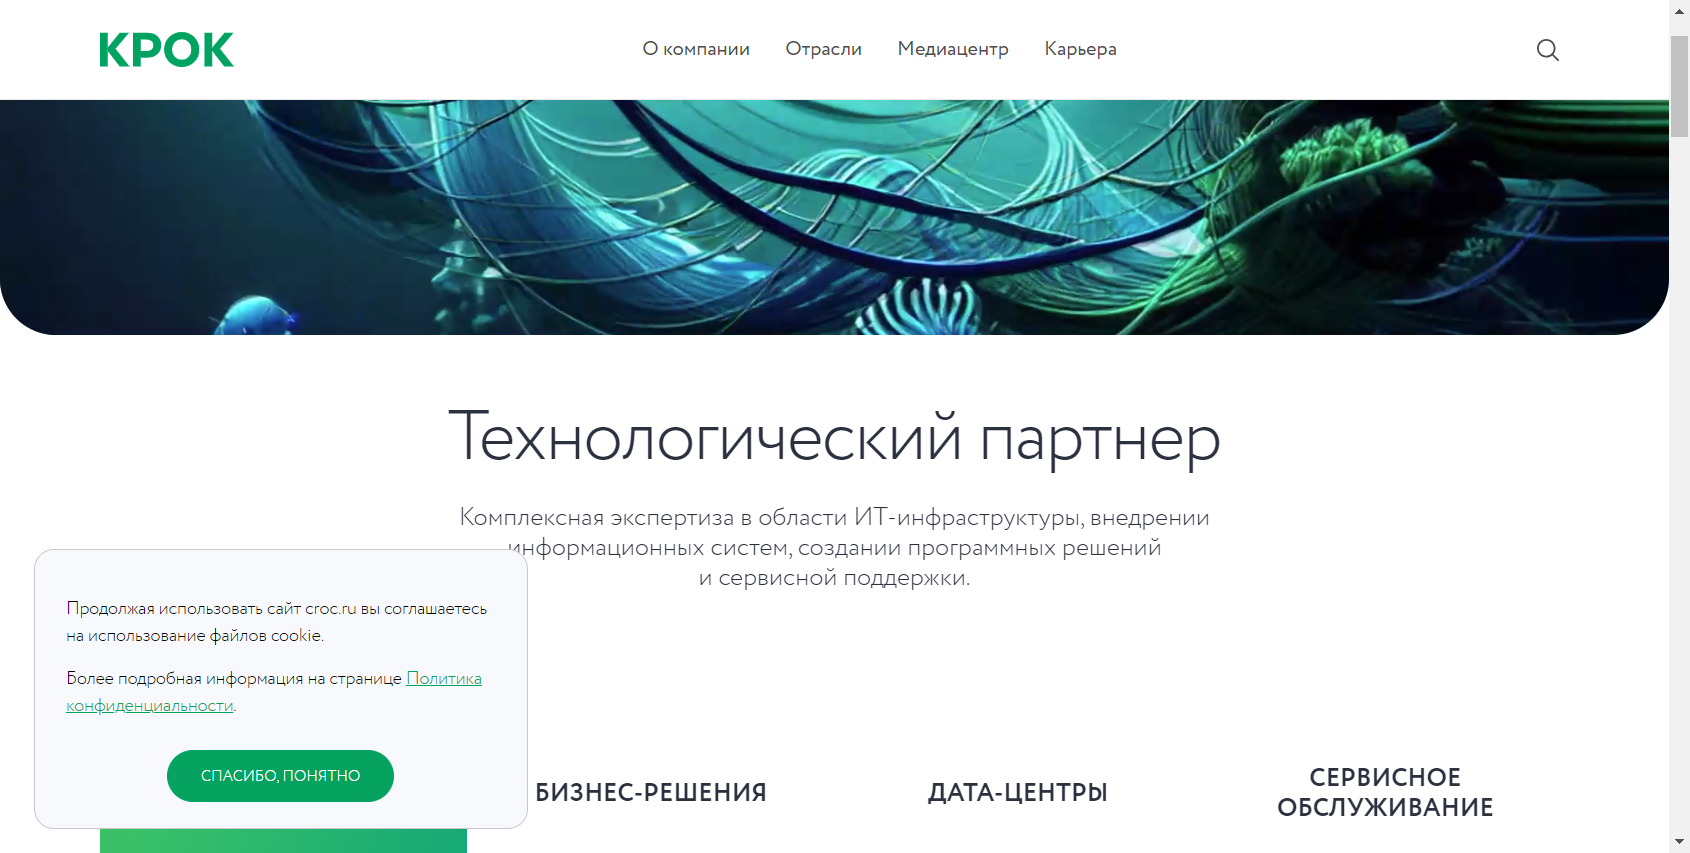 КРОК
О компании
Отрасли
Медиацентр
Карьера
Технологический партнер
Комплексная экспертиза в области ИТ-инфраструктуры, внедрении
информационных систем, создании программных решений
и сервисной поддержки.
Продолжая использовать сайт croc.ru вы соглашаетесь
на использование файлов cookie.
Более подробная информация на странице Политика
конфиденциальности.
СПАСИБО, ПОНЯТНО
БИЗНЕС-РЕШЕНИЯ
ДАТА-ЦЕНТРЫ
СЕРВИСНОЕ
ОБСЛУЖИВАНИЕ